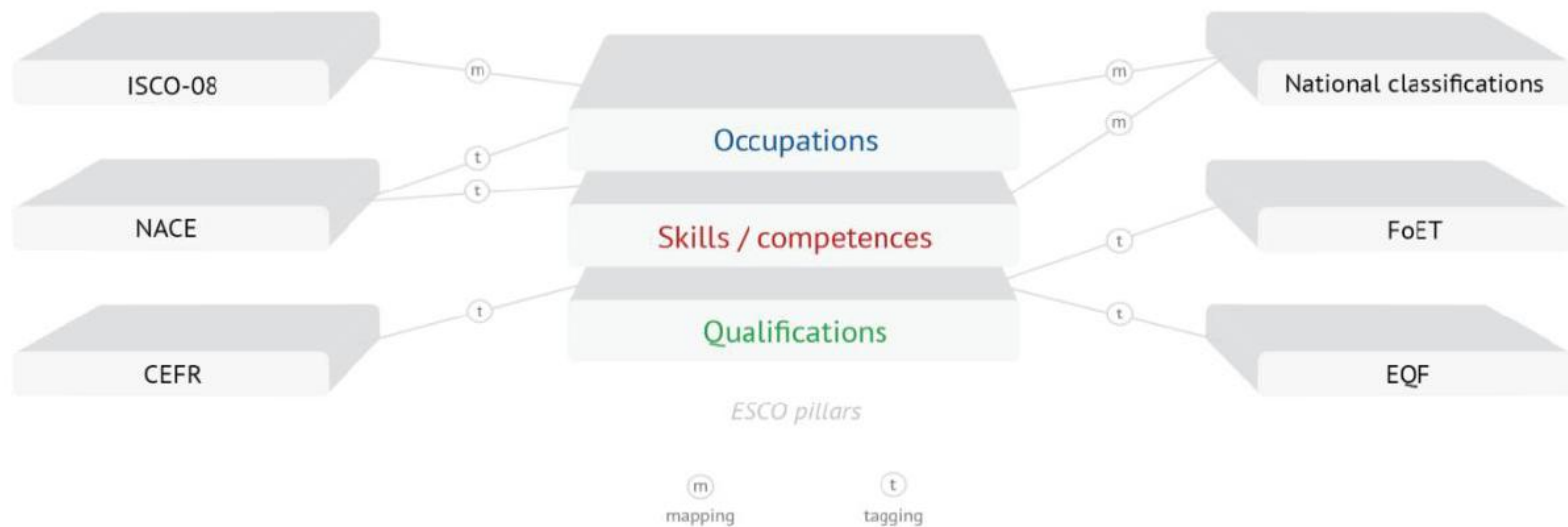 ISCO-08
m
m
National classifications
Occupations
m
t
t
NACE
Skills / competences
t
FoET
CEFR
t
Qualifications
t
EQF
ESCO pillars
m
t
mapping
tagging